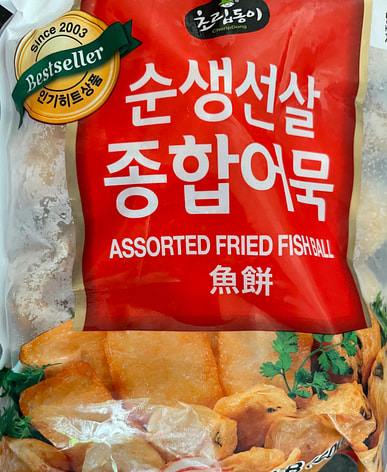 초립동이
ChoripDong
since 2003
Bestseller
인기히트상품
순생선살
종합어묵
ASSORTED FRIED FISH BALL
魚餅